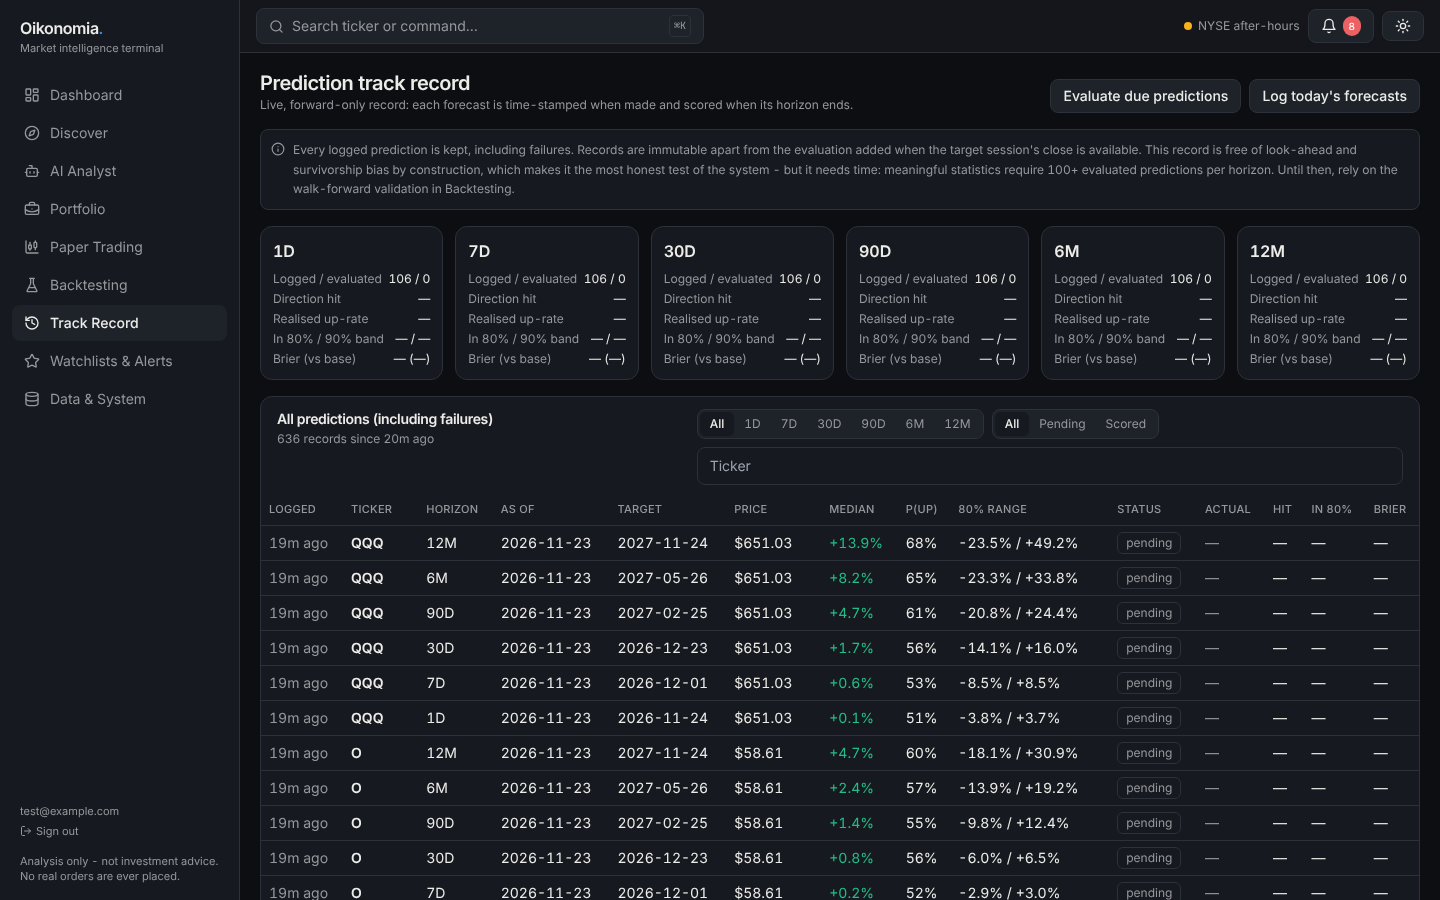 Oikonomia.
Market intelligence terminal
Dashboard
Discover
AI Analyst
Portfolio
Paper Trading
Backtesting
Track Record
Watchlists & Alerts
Data & System
test@example.com
Sign out
Analysis only - not investment advice.
No real orders are ever placed.
Search ticker or command...
⌘K
NYSE after-hours
8
Prediction track record
Live, forward-only record: each forecast is time-stamped when made and scored when its horizon ends.
Evaluate due predictions
Log today's forecasts
Every logged prediction is kept, including failures. Records are immutable apart from the evaluation added when the target session's close is available. This record is free of look-ahead and
survivorship bias by construction, which makes it the most honest test of the system - but it needs time: meaningful statistics require 100+ evaluated predictions per horizon. Until then, rely on the
walk-forward validation in Backtesting.
1D
Logged / evaluated 106 / 0
Direction hit —
Realised up-rate —
In 80% / 90% band — / —
Brier (vs base) — (—)
7D
Logged / evaluated 106 / 0
Direction hit —
Realised up-rate —
In 80% / 90% band — / —
Brier (vs base) — (—)
30D
Logged / evaluated 106 / 0
Direction hit —
Realised up-rate —
In 80% / 90% band — / —
Brier (vs base) — (—)
90D
Logged / evaluated 106 / 0
Direction hit —
Realised up-rate —
In 80% / 90% band — / —
Brier (vs base) — (—)
6M
Logged / evaluated 106 / 0
Direction hit —
Realised up-rate —
In 80% / 90% band — / —
Brier (vs base) — (—)
12M
Logged / evaluated 106 / 0
Direction hit —
Realised up-rate —
In 80% / 90% band — / —
Brier (vs base) — (—)
All predictions (including failures)
636 records since 20m ago
All 1D 7D 30D 90D 6M 12M
All Pending Scored
Ticker
LOGGED TICKER HORIZON AS OF TARGET PRICE MEDIAN P(UP) 80% RANGE STATUS ACTUAL HIT IN 80% BRIER
19m ago QQQ 12M 2026-11-23 2027-11-24 $651.03 +13.9% 68% -23.5% / +49.2% pending — — — —
19m ago QQQ 6M 2026-11-23 2027-05-26 $651.03 +8.2% 65% -23.3% / +33.8% pending — — — —
19m ago QQQ 90D 2026-11-23 2027-02-25 $651.03 +4.7% 61% -20.8% / +24.4% pending — — — —
19m ago QQQ 30D 2026-11-23 2026-12-23 $651.03 +1.7% 56% -14.1% / +16.0% pending — — — —
19m ago QQQ 7D 2026-11-23 2026-12-01 $651.03 +0.6% 53% -8.5% / +8.5% pending — — — —
19m ago QQQ 1D 2026-11-23 2026-11-24 $651.03 +0.1% 51% -3.8% / +3.7% pending — — — —
19m ago O 12M 2026-11-23 2027-11-24 $58.61 +4.7% 60% -18.1% / +30.9% pending — — — —
19m ago O 6M 2026-11-23 2027-05-26 $58.61 +2.4% 57% -13.9% / +19.2% pending — — — —
19m ago O 90D 2026-11-23 2027-02-25 $58.61 +1.4% 55% -9.8% / +12.4% pending — — — —
19m ago O 30D 2026-11-23 2026-12-23 $58.61 +0.8% 56% -6.0% / +6.5% pending — — — —
19m ago O 7D 2026-11-23 2026-12-01 $58.61 +0.2% 52% -2.9% / +3.0% pending — — — —